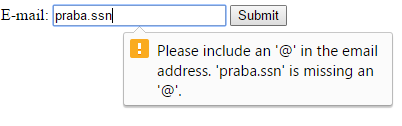 E-mail: praba.ssn Submit
Please include an '@' in the email
address. 'praba.ssn' is missing an
'@'.